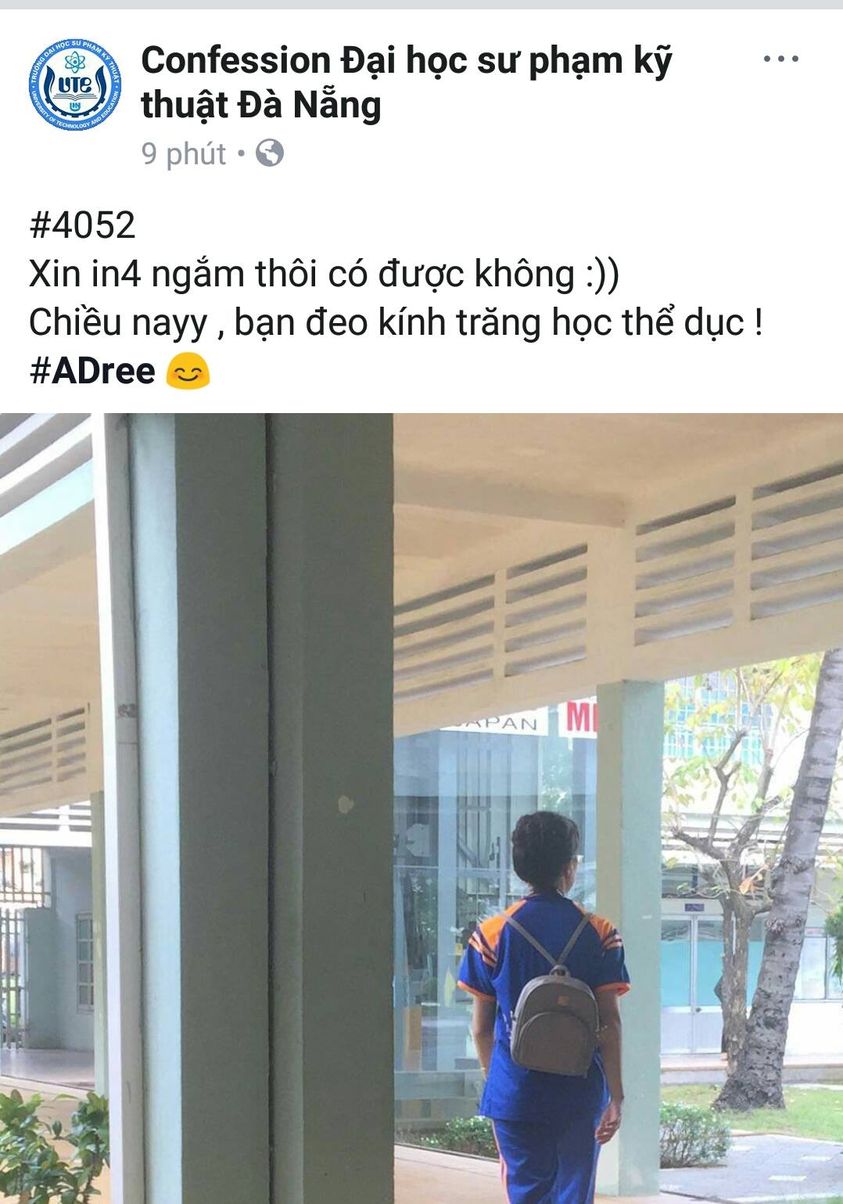 Confession Đại học sư phạm kỹ
thuật Đà Nẵng
9 phút
#4052
Xin in4 ngắm thôi có được không :))
Chiều nayy , bạn đeo kính trăng học thể dục !
#ADree 😊
TRƯỜNG ĐẠI HỌC SƯ PHẠM KỸ THUẬT
UTE
UNIVERSITY OF TECHNOLOGY AND EDUCATION